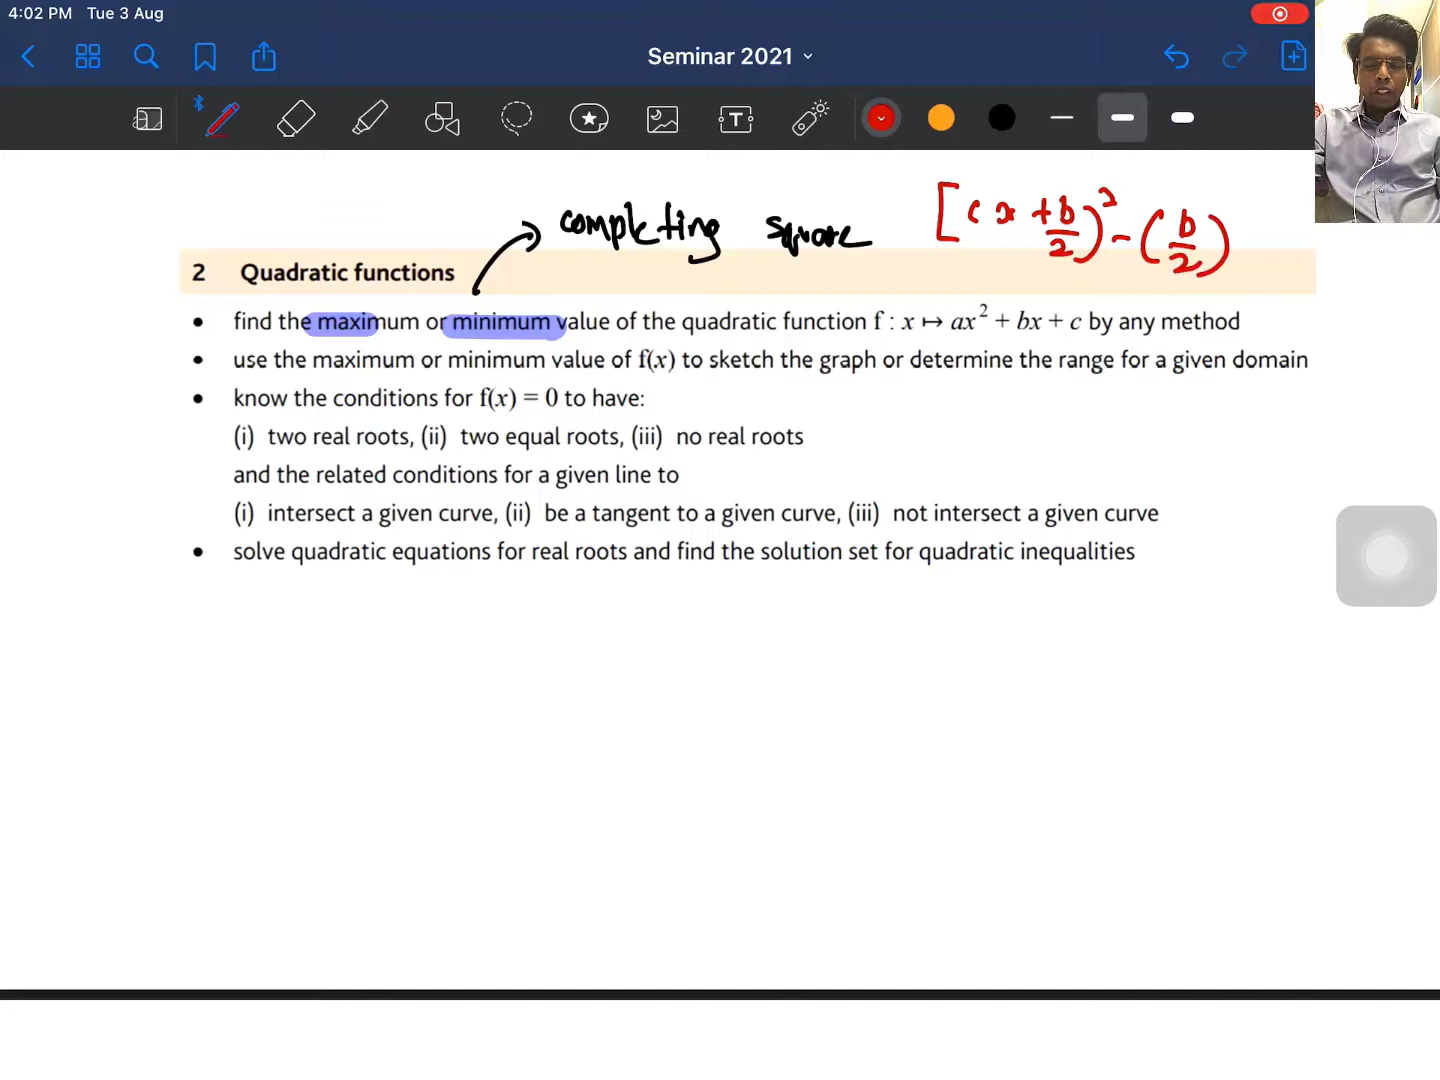 4:02 PM Tue 3 Aug
Seminar 2021
completing square [(x + b/2)² - (b/2)
2 Quadratic functions
• find the maximum or minimum value of the quadratic function f : x ↦ ax² + bx + c by any method
• use the maximum or minimum value of f(x) to sketch the graph or determine the range for a given domain
• know the conditions for f(x) = 0 to have:
(i) two real roots, (ii) two equal roots, (iii) no real roots
and the related conditions for a given line to
(i) intersect a given curve, (ii) be a tangent to a given curve, (iii) not intersect a given curve
• solve quadratic equations for real roots and find the solution set for quadratic inequalities